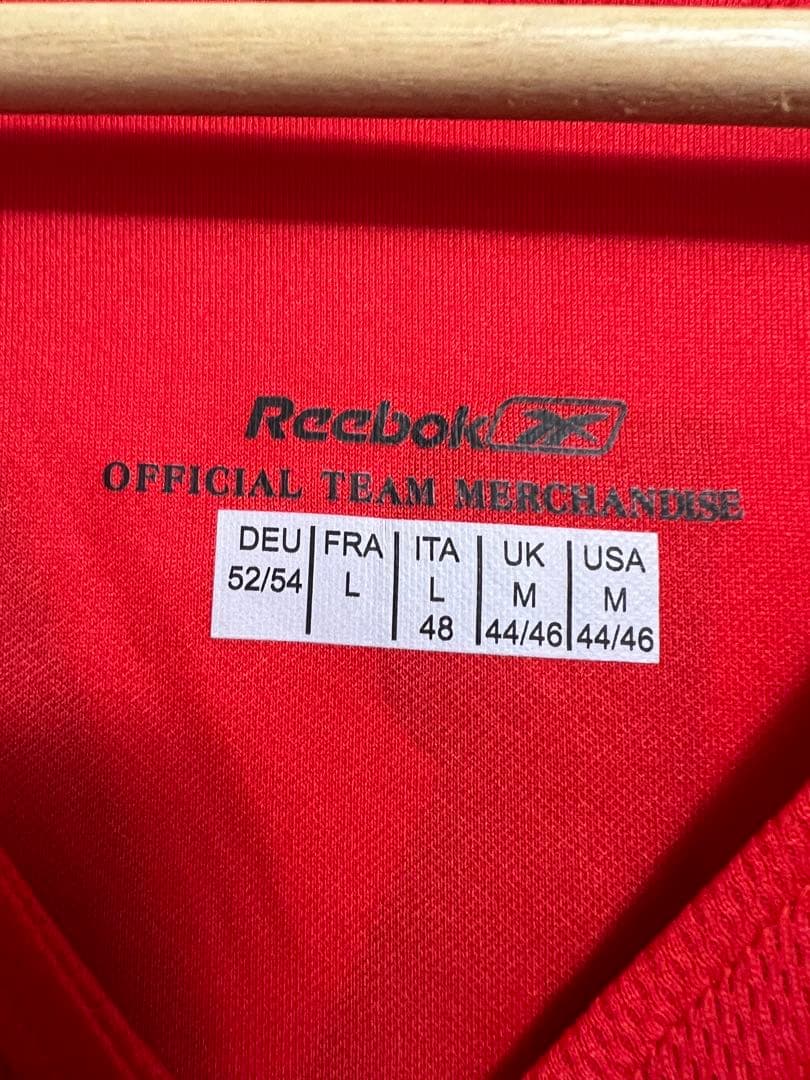 Reebok
OFFICIAL TEAM MERCHANDISE
DEU FRA ITA UK USA
52/54 L L M M
48 44/46 44/46